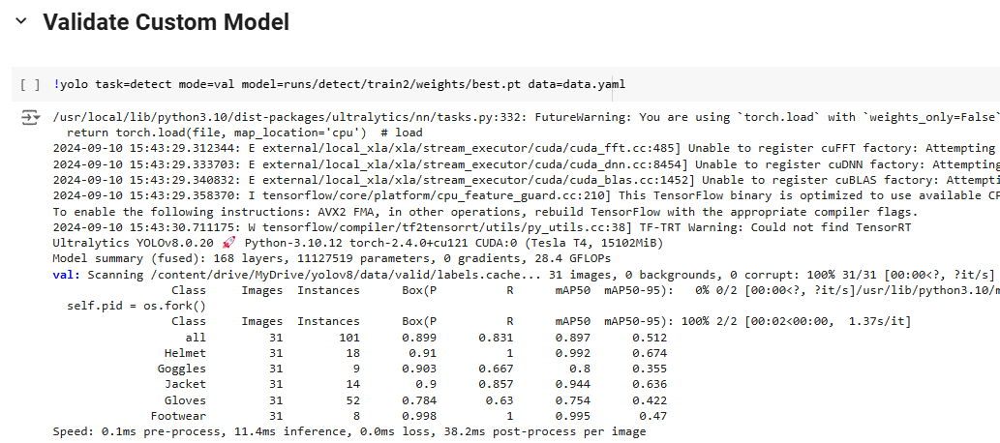 Validate Custom Model
[ ] !yolo task=detect mode=val model=runs/detect/train2/weights/best.pt data=data.yaml
/usr/local/lib/python3.10/dist-packages/ultralytics/nn/tasks.py:332: FutureWarning: You are using `torch.load` with `weights_only=False`
return torch.load(file, map_location='cpu')  # load
2024-09-10 15:43:29.312344: E external/local_xla/xla/stream_executor/cuda/cuda_fft.cc:485] Unable to register cuFFT factory: Attempting
2024-09-10 15:43:29.333703: E external/local_xla/xla/stream_executor/cuda/cuda_dnn.cc:8454] Unable to register cuDNN factory: Attempting
2024-09-10 15:43:29.340832: E external/local_xla/xla/stream_executor/cuda/cuda_blas.cc:1452] Unable to register cuBLAS factory: Attempti
2024-09-10 15:43:29.358370: I tensorflow/core/platform/cpu_feature_guard.cc:210] This TensorFlow binary is optimized to use available CP
To enable the following instructions: AVX2 FMA, in other operations, rebuild TensorFlow with the appropriate compiler flags.
2024-09-10 15:43:30.711175: W tensorflow/compiler/tf2tensorrt/utils/py_utils.cc:38] TF-TRT Warning: Could not find TensorRT
Ultralytics YOLOv8.0.20 🚀 Python-3.10.12 torch-2.4.0+cu121 CUDA:0 (Tesla T4, 15102MiB)
Model summary (fused): 168 layers, 11127519 parameters, 0 gradients, 28.4 GFLOPs
val: Scanning /content/drive/MyDrive/yolov8/data/valid/labels.cache... 31 images, 0 backgrounds, 0 corrupt: 100% 31/31 [00:00<?, ?it/s]
Class Images Instances Box(P R mAP50 mAP50-95): 0% 0/2 [00:00<?, ?it/s]/usr/lib/python3.10/m
self.pid = os.fork()
Class Images Instances Box(P R mAP50 mAP50-95): 100% 2/2 [00:02<00:00, 1.37s/it]
all 31 101 0.899 0.831 0.897 0.512
Helmet 31 18 0.91 1 0.992 0.674
Goggles 31 9 0.903 0.667 0.8 0.355
Jacket 31 14 0.9 0.857 0.944 0.636
Gloves 31 52 0.784 0.63 0.754 0.422
Footwear 31 8 0.998 1 0.995 0.47
Speed: 0.1ms pre-process, 11.4ms inference, 0.0ms loss, 38.2ms post-process per image